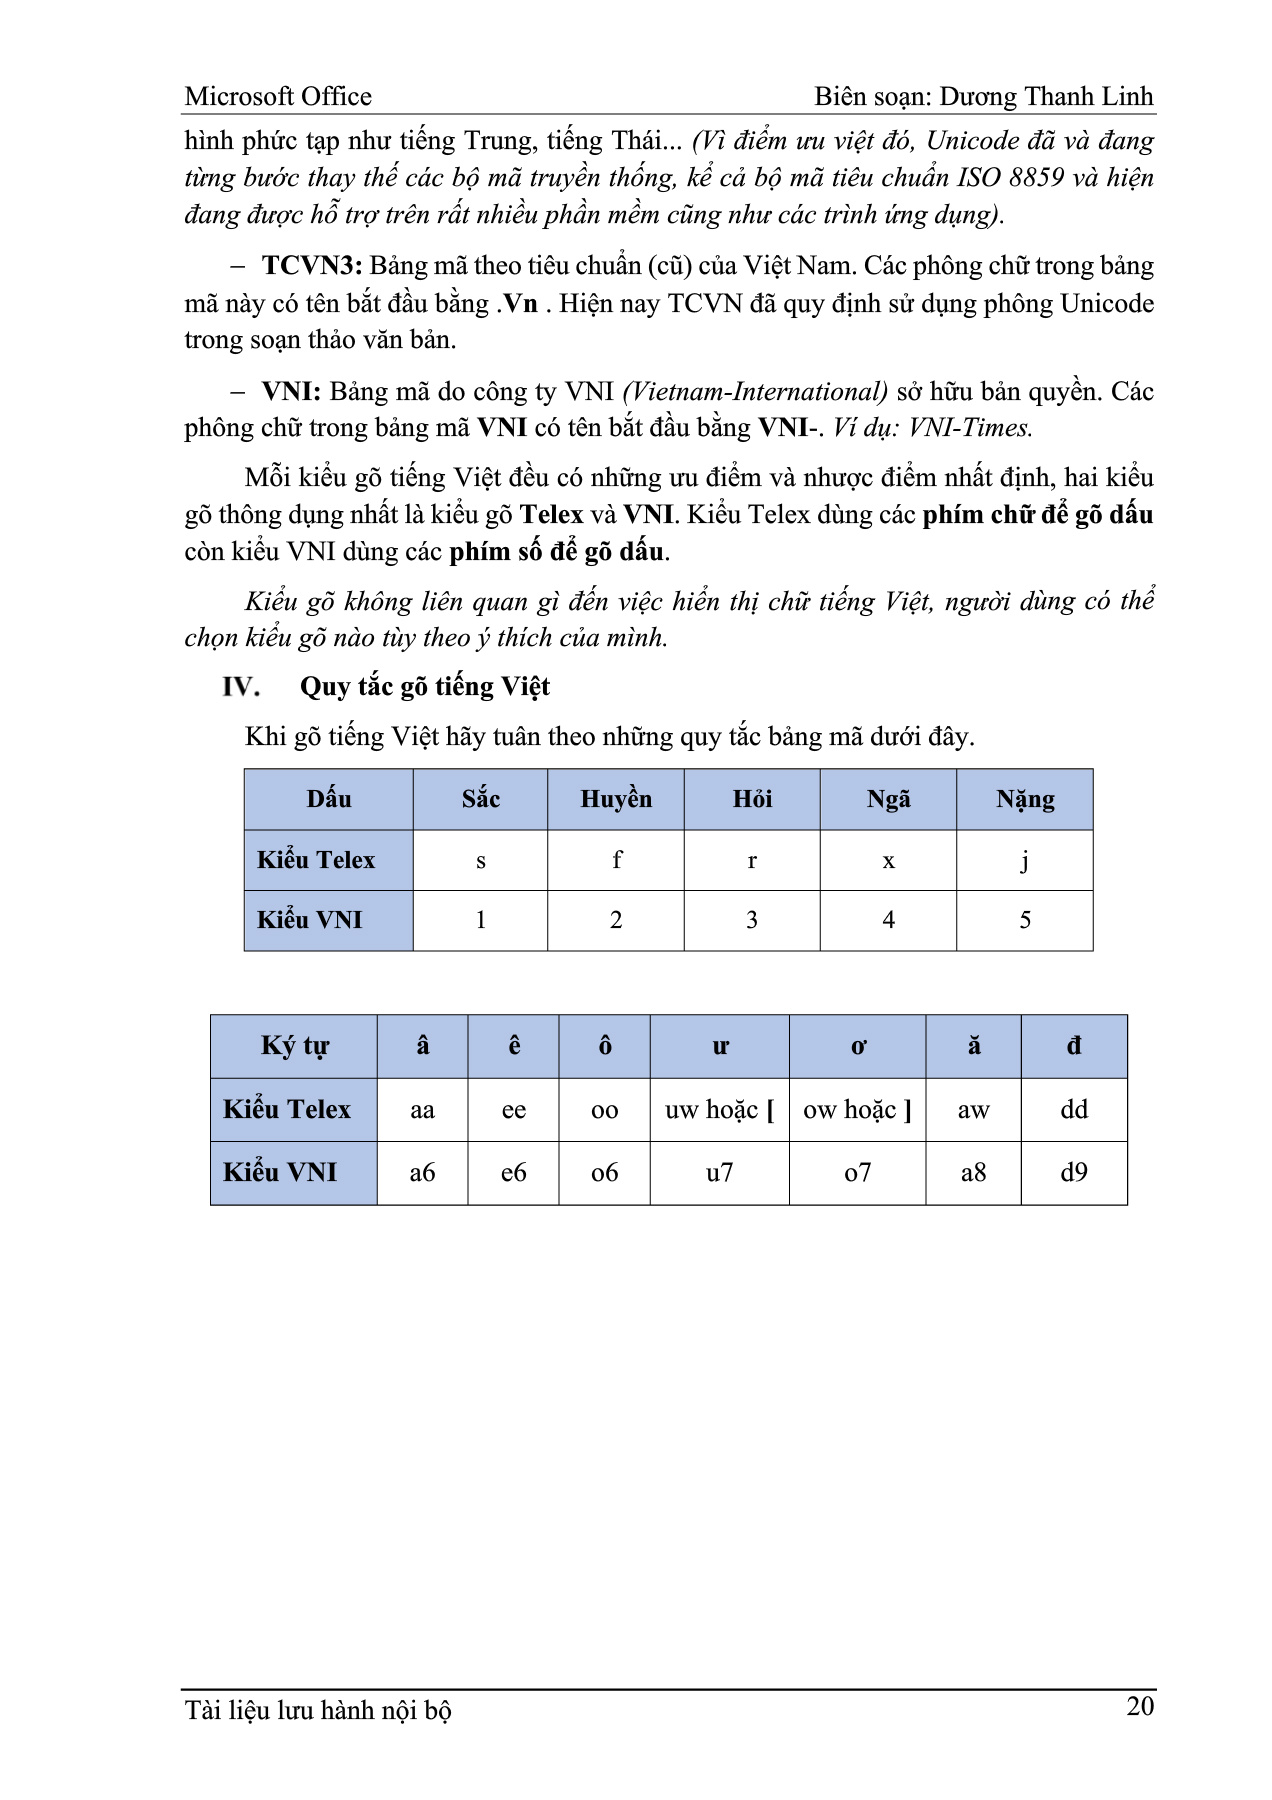 Microsoft Office Biên soạn: Dương Thanh Linh
hình phức tạp như tiếng Trung, tiếng Thái... (Vì điểm ưu việt đó, Unicode đã và đang
từng bước thay thế các bộ mã truyền thống, kể cả bộ mã tiêu chuẩn ISO 8859 và hiện
đang được hỗ trợ trên rất nhiều phần mềm cũng như các trình ứng dụng).
– TCVN3: Bảng mã theo tiêu chuẩn (cũ) của Việt Nam. Các phông chữ trong bảng
mã này có tên bắt đầu bằng .Vn . Hiện nay TCVN đã quy định sử dụng phông Unicode
trong soạn thảo văn bản.
– VNI: Bảng mã do công ty VNI (Vietnam-International) sở hữu bản quyền. Các
phông chữ trong bảng mã VNI có tên bắt đầu bằng VNI-. Ví dụ: VNI-Times.
Mỗi kiểu gõ tiếng Việt đều có những ưu điểm và nhược điểm nhất định, hai kiểu
gõ thông dụng nhất là kiểu gõ Telex và VNI. Kiểu Telex dùng các phím chữ để gõ dấu
còn kiểu VNI dùng các phím số để gõ dấu.
Kiểu gõ không liên quan gì đến việc hiển thị chữ tiếng Việt, người dùng có thể
chọn kiểu gõ nào tùy theo ý thích của mình.
IV. Quy tắc gõ tiếng Việt
Khi gõ tiếng Việt hãy tuân theo những quy tắc bảng mã dưới đây.
Dấu Sắc Huyền Hỏi Ngã Nặng
Kiểu Telex s f r x j
Kiểu VNI 1 2 3 4 5
Ký tự â ê ô ư ơ ă đ
Kiểu Telex aa ee oo uw hoặc [ ow hoặc ] aw dd
Kiểu VNI a6 e6 o6 u7 o7 a8 d9
Tài liệu lưu hành nội bộ 20